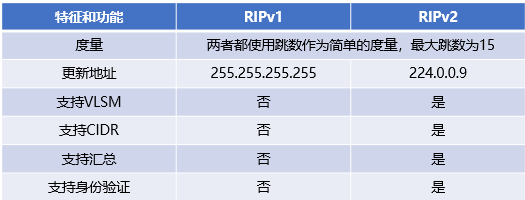 特征和功能 RIPv1 RIPv2
度量 两者都使用跳数作为简单的度量，最大跳数为15
更新地址 255.255.255.255 224.0.0.9
支持VLSM 否 是
支持CIDR 否 是
支持汇总 否 是
支持身份验证 否 是